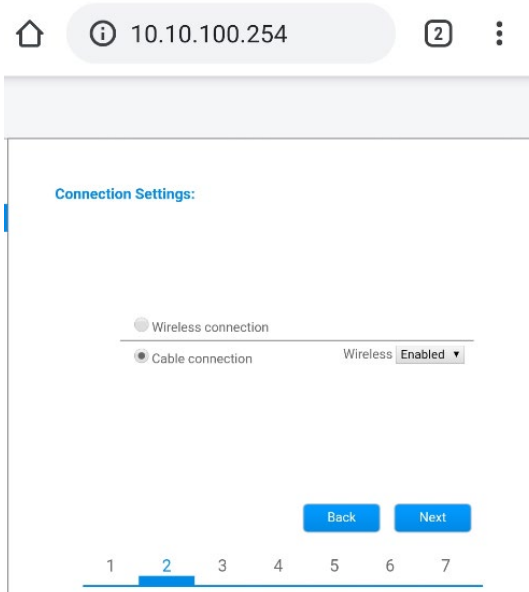 10.10.100.254 2
Connection Settings:
Wireless connection
Cable connection Wireless Enabled
Back Next
1 2 3 4 5 6 7